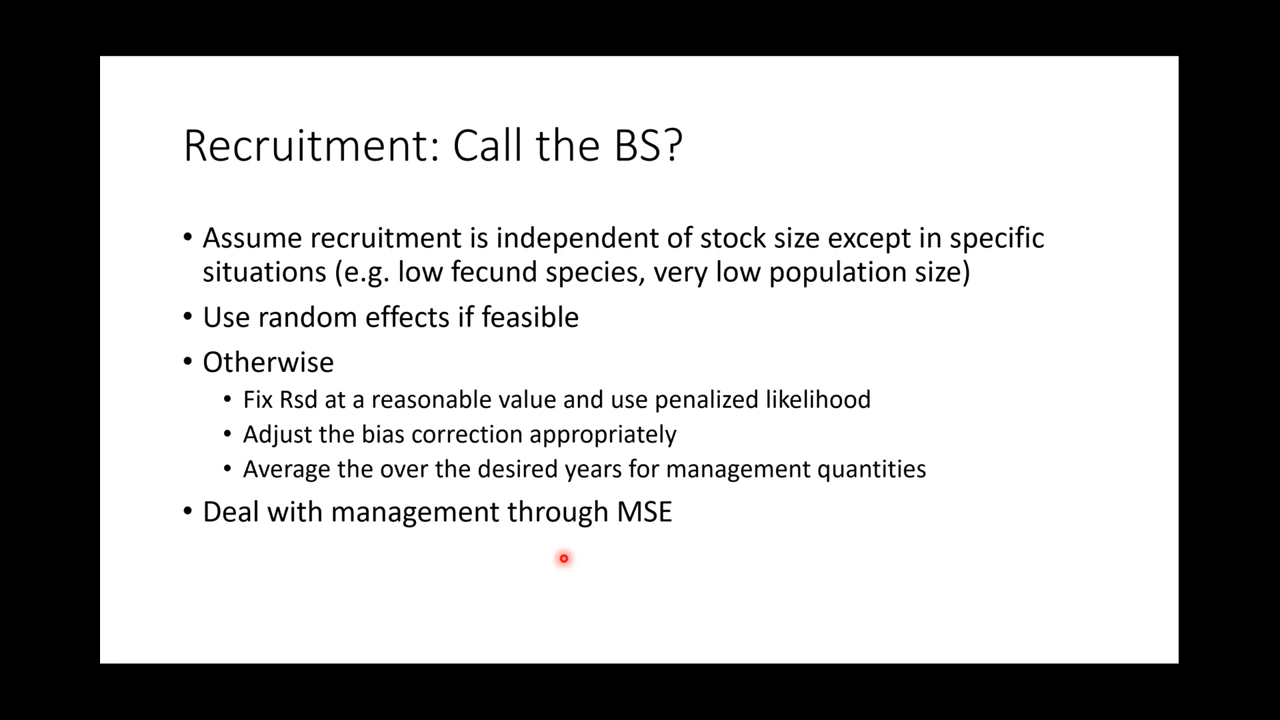 Recruitment: Call the BS?
• Assume recruitment is independent of stock size except in specific
situations (e.g. low fecund species, very low population size)
• Use random effects if feasible
• Otherwise
• Fix Rsd at a reasonable value and use penalized likelihood
• Adjust the bias correction appropriately
• Average the over the desired years for management quantities
• Deal with management through MSE